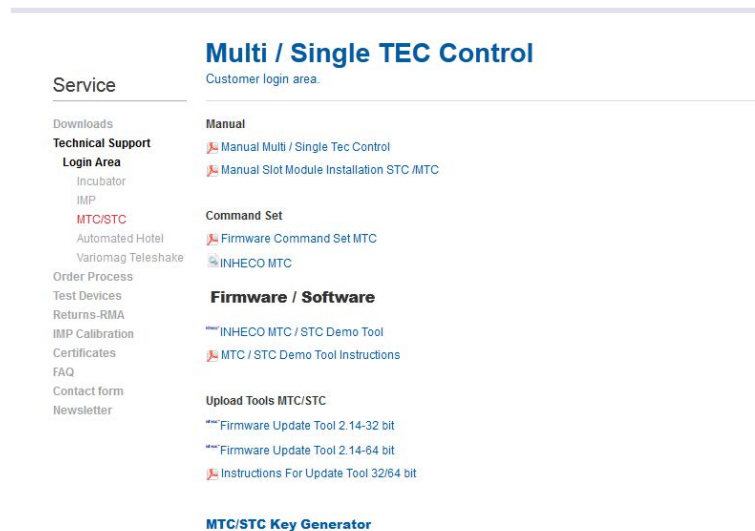 Multi / Single TEC Control
Customer login area.
Service
Downloads
Technical Support
Login Area
Incubator
IMP
MTC/STC
Automated Hotel
Variomag Teleshake
Order Process
Test Devices
Returns-RMA
IMP Calibration
Certificates
FAQ
Contact form
Newsletter
Manual
Manual Multi / Single Tec Control
Manual Slot Module Installation STC /MTC
Command Set
Firmware Command Set MTC
INHECO MTC
Firmware / Software
INHECO MTC / STC Demo Tool
MTC / STC Demo Tool Instructions
Upload Tools MTC/STC
Firmware Update Tool 2.14-32 bit
Firmware Update Tool 2.14-64 bit
Instructions For Update Tool 32/64 bit
MTC/STC Key Generator